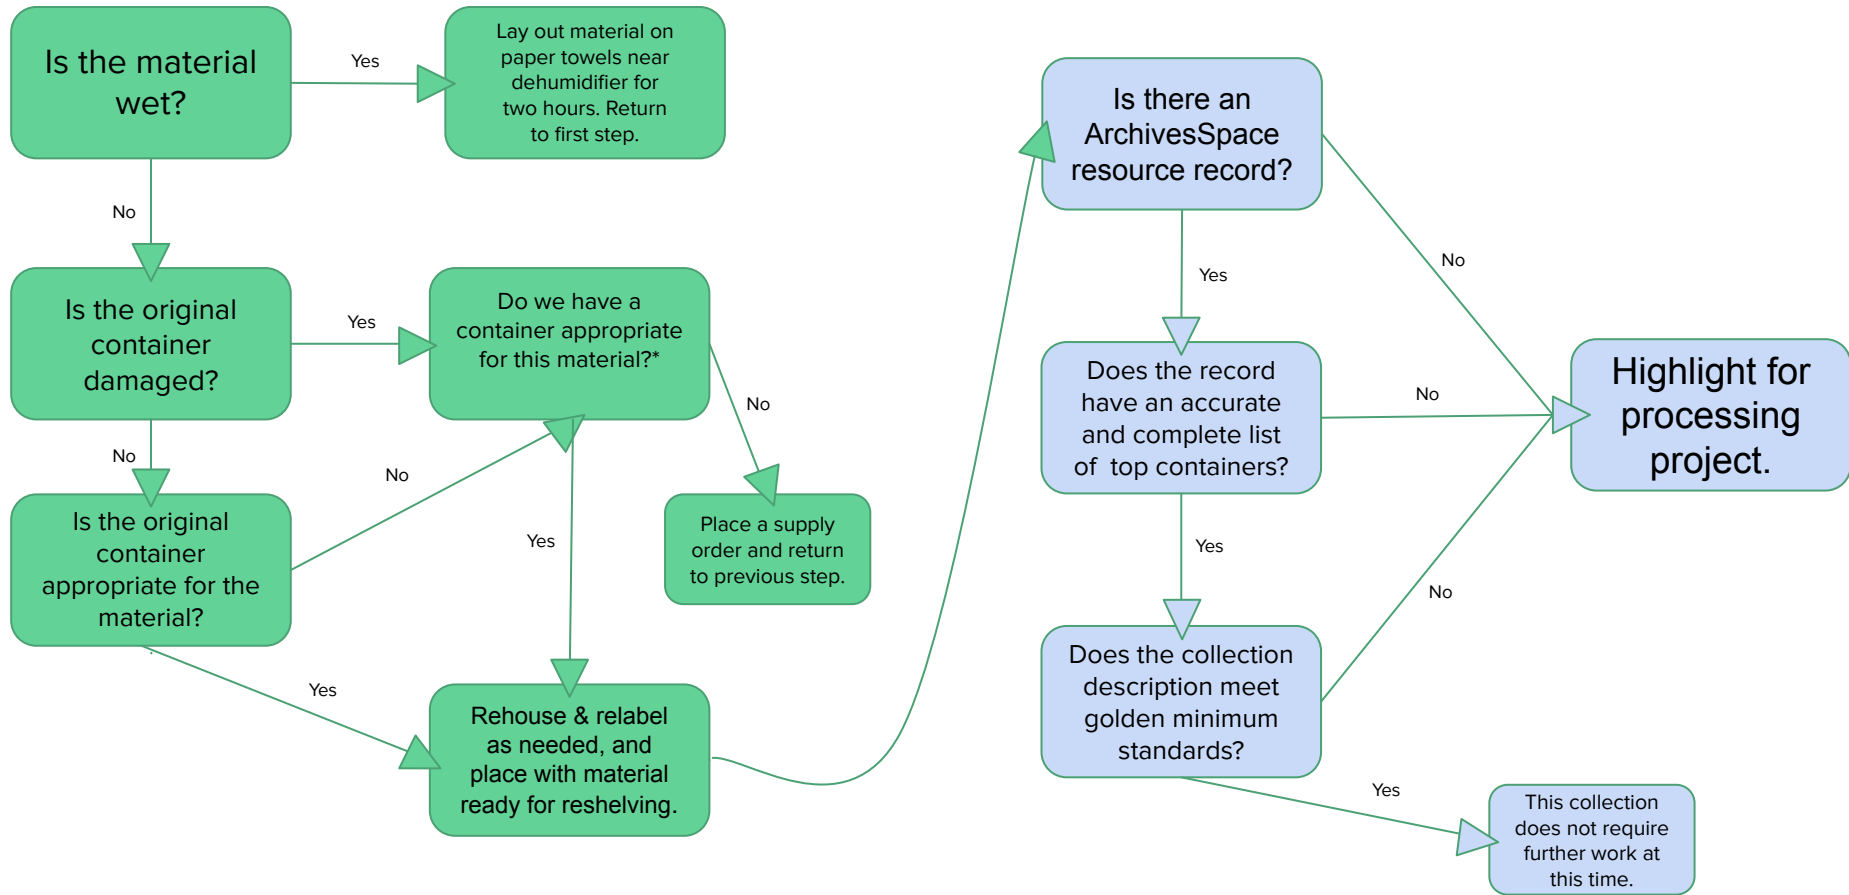 Is the material
wet?
Yes
Lay out material on
paper towels near
dehumidifier for
two hours. Return
to first step.
No
Is the original
container
damaged?
Yes
Do we have a
container appropriate
for this material?*
No
Place a supply
order and return
to previous step.
No
Is the original
container
appropriate for the
material?
No
Yes
Yes
Rehouse & relabel
as needed, and
place with material
ready for reshelving.
Is there an
ArchivesSpace
resource record?
No
Yes
Does the record
have an accurate
and complete list
of top containers?
No
Highlight for
processing
project.
Yes
No
Does the collection
description meet
golden minimum
standards?
Yes
This collection
does not require
further work at
this time.